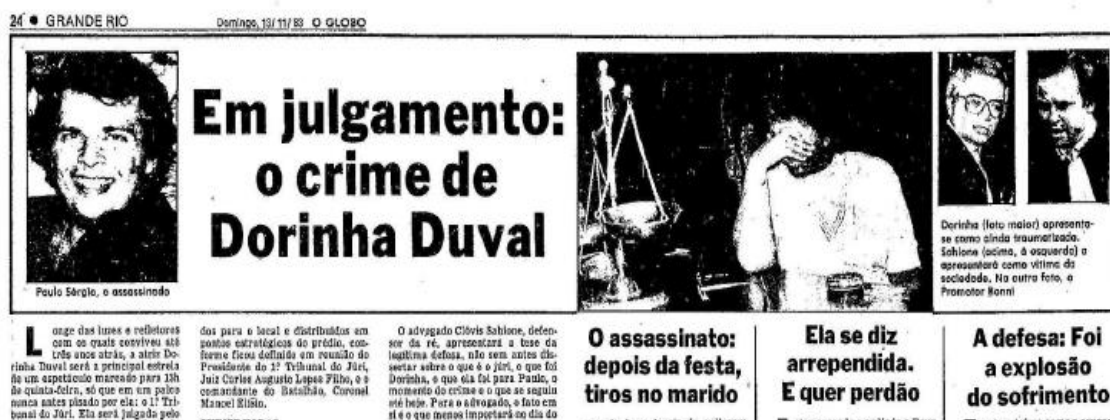 24 ● GRANDE RIO Domingo, 13/11/83 O GLOBO
Em julgamento:
o crime de
Dorinha Duval
Paulo Sérgio, o assassinado
Dorinha (foto maior) apresenta-
se como ainda traumatizada.
Sahione (acima, à esquerda) a
apresentará como vítima da
sociedade. Na outra foto, o
Promotor Bonni
Longe das luzes e refletores
com os quais conviveu até
três anos atrás, a atriz Do-
rinha Duval será a principal estrela
de um espetáculo marcado para 13h
de quinta-feira, só que em um palco
nunca antes pisado por ela: o 1º Tri-
bunal do Júri. Ela será julgada pelo
dos para o local e distribuídos em
pontos estratégicos do prédio, con-
forme ficou definido em reunião do
Presidente do 1º Tribunal do Júri,
Juiz Carlos Augusto Lopes Filho, e o
comandante do Batalhão, Coronel
Manoel Elísio.
O advogado Clóvis Sahione, defen-
sor da ré, apresentará a tese da
legítima defesa, não sem antes dis-
sertar sobre o que é o júri, o que foi
Dorinha, o que ela foi para Paulo, o
momento do crime e o que se seguiu
até hoje. Para o advogado, o fato em
si é o que menos importará no dia do
O assassinato:
depois da festa,
tiros no marido
Ela se diz
arrependida.
E quer perdão
A defesa: Foi
a explosão
do sofrimento